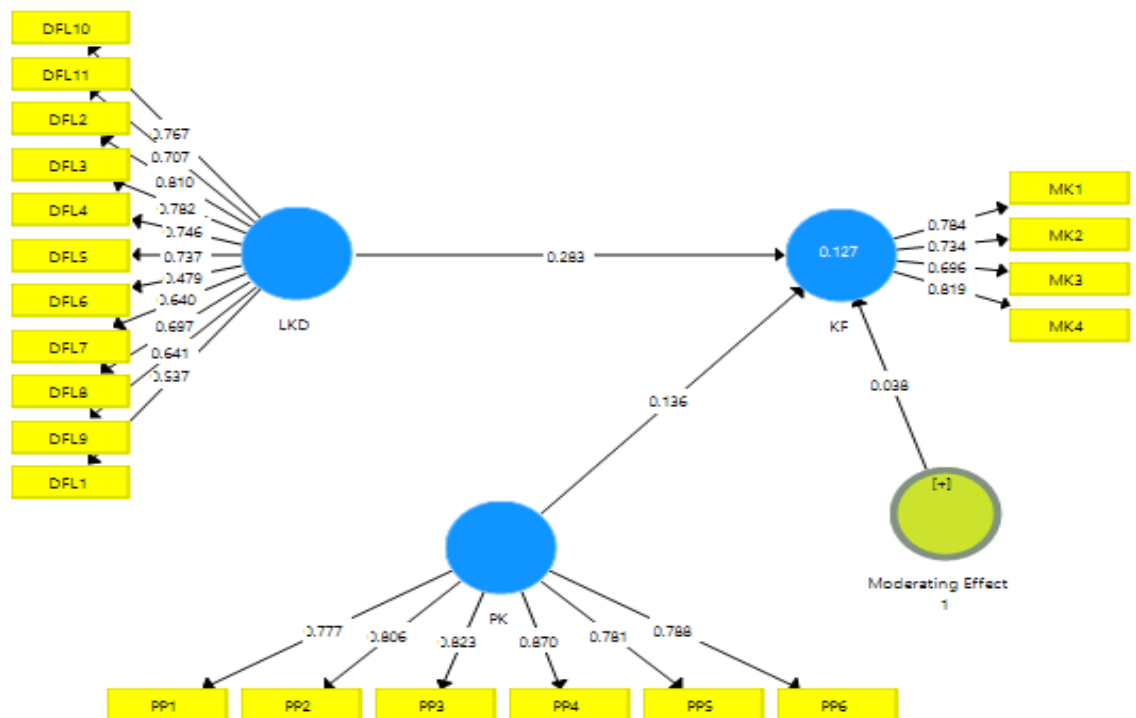 DFL10
DFL11
DFL2
DFL3
DFL4
DFL5
DFL6
DFL7
DFL8
DFL9
DFL1
0.767
0.707
0.810
0.782
0.746
0.737
0.479
0.640
0.697
0.641
0.537
LKD
0.283
0.127
KF
0.784
0.734
0.696
0.819
MK1
MK2
MK3
MK4
0.136
0.038
[+]
Moderating Effect
1
PK
0.777
0.806
0.823
0.870
0.781
0.788
PP1
PP2
PP3
PP4
PP5
PP6